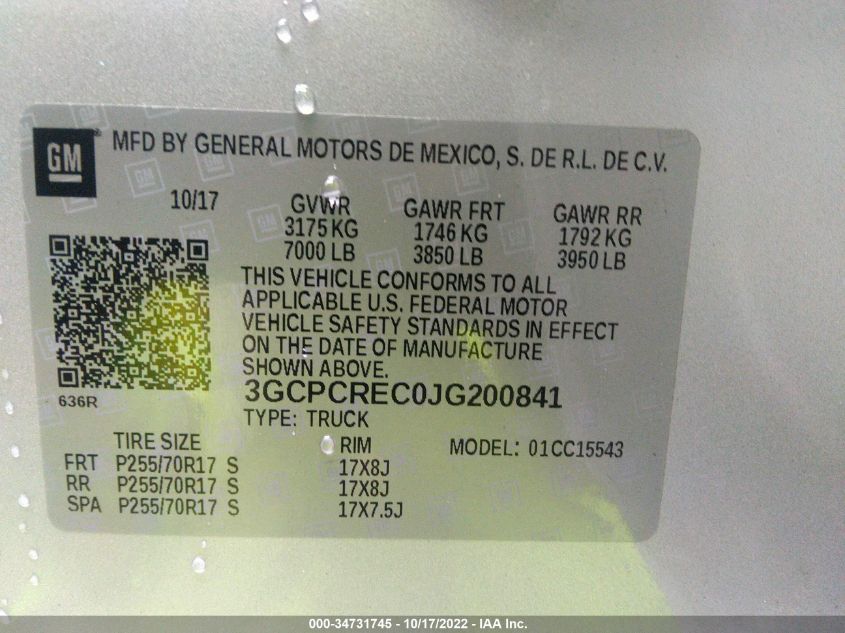 GM
MFD BY GENERAL MOTORS DE MEXICO, S. DE R.L. DE C.V.
10/17 GVWR GAWR FRT GAWR RR
3175 KG 1746 KG 1792 KG
7000 LB 3850 LB 3950 LB
THIS VEHICLE CONFORMS TO ALL
APPLICABLE U.S. FEDERAL MOTOR
VEHICLE SAFETY STANDARDS IN EFFECT
ON THE DATE OF MANUFACTURE
SHOWN ABOVE.
3GCPCREC0JG200841
636R
TYPE: TRUCK
TIRE SIZE RIM MODEL: 01CC15543
FRT P255/70R17 S 17X8J
RR P255/70R17 S 17X8J
SPA P255/70R17 S 17X7.5J
000-34731745 - 10/17/2022 - IAA Inc.